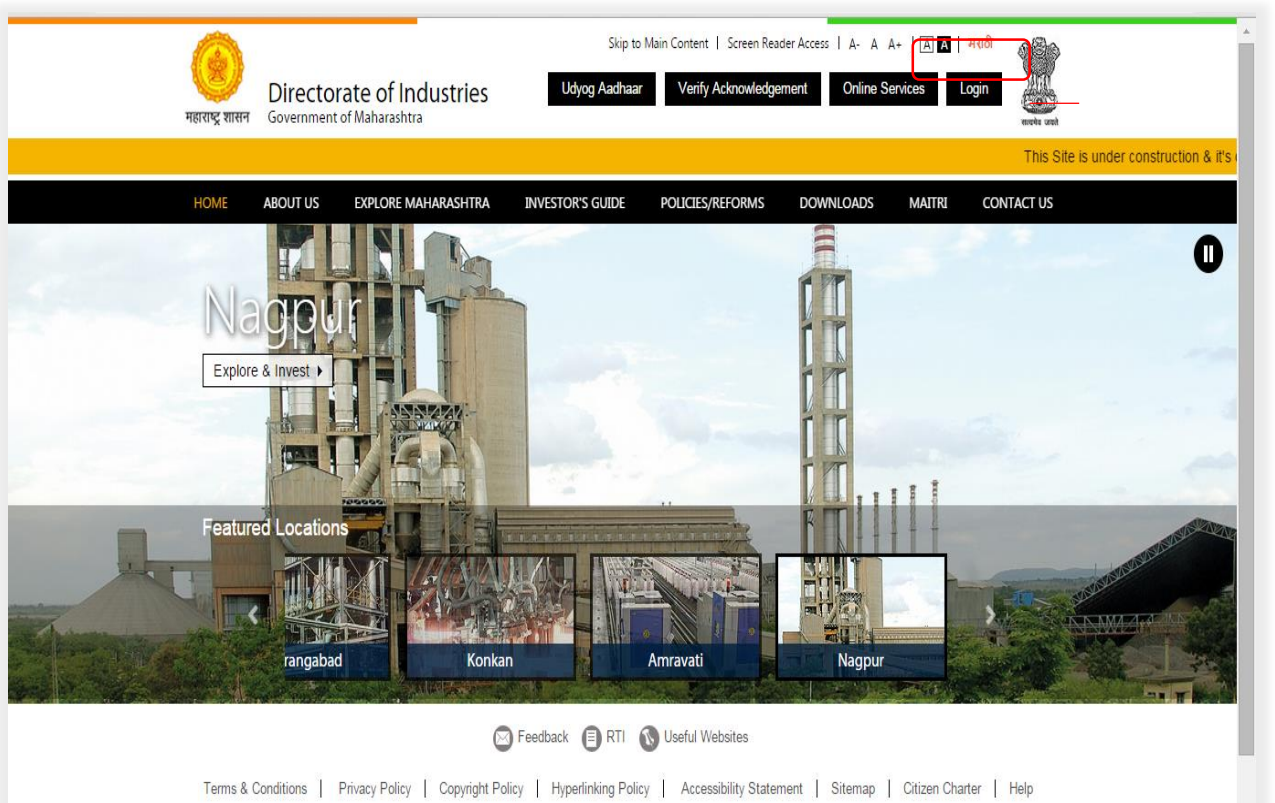 Skip to Main Content | Screen Reader Access | A- A A+ | A A | मराठी
महाराष्ट्र शासन
Directorate of Industries
Government of Maharashtra
Udyog Aadhaar Verify Acknowledgement Online Services Login
सत्यमेव जयते
This Site is under construction & it's
HOME ABOUT US EXPLORE MAHARASHTRA INVESTOR'S GUIDE POLICIES/REFORMS DOWNLOADS MAITRI CONTACT US
Nagpur
Explore & Invest
Featured Locations
rangabad Konkan Amravati Nagpur
Feedback RTI Useful Websites
Terms & Conditions | Privacy Policy | Copyright Policy | Hyperlinking Policy | Accessibility Statement | Sitemap | Citizen Charter | Help